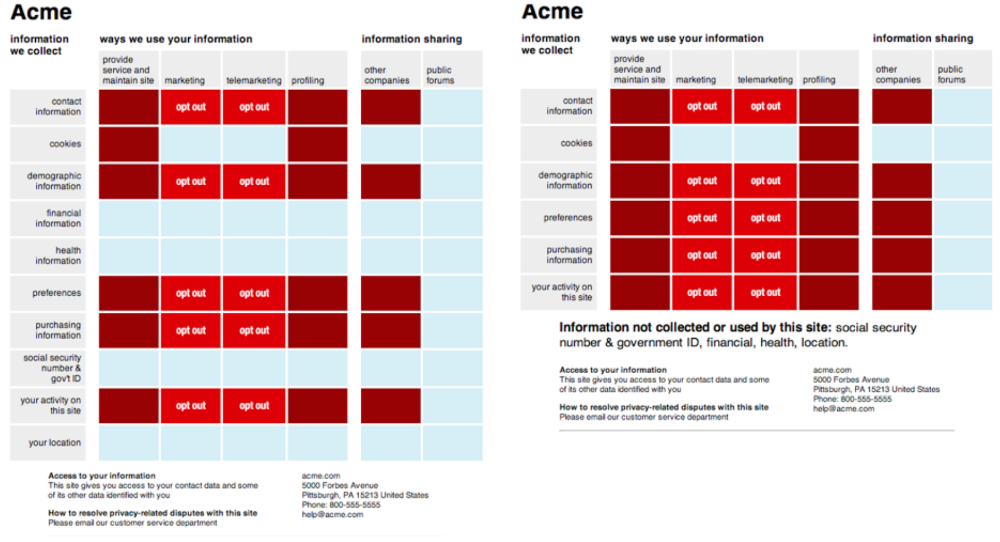 Acme
information
we collect
ways we use your information
information sharing
provide
service and
maintain site
marketing
telemarketing
profiling
other
companies
public
forums
contact
information
opt out
opt out
cookies
demographic
information
opt out
opt out
financial
information
health
information
preferences
opt out
opt out
purchasing
information
opt out
opt out
social security
number &
gov't ID
your activity on
this site
opt out
opt out
your location
Access to your information
This site gives you access to your contact data and some
of its other data identified with you
How to resolve privacy-related disputes with this site
Please email our customer service department
acme.com
5000 Forbes Avenue
Pittsburgh, PA 15213 United States
Phone: 800-555-5555
help@acme.com
Acme
information
we collect
ways we use your information
information sharing
provide
service and
maintain site
marketing
telemarketing
profiling
other
companies
public
forums
contact
information
opt out
opt out
cookies
demographic
information
opt out
opt out
preferences
opt out
opt out
purchasing
information
opt out
opt out
your activity on
this site
opt out
opt out
Information not collected or used by this site: social security
number & government ID, financial, health, location.
Access to your information
This site gives you access to your contact data and some
of its other data identified with you
How to resolve privacy-related disputes with this site
Please email our customer service department
acme.com
5000 Forbes Avenue
Pittsburgh, PA 15213 United States
Phone: 800-555-5555
help@acme.com